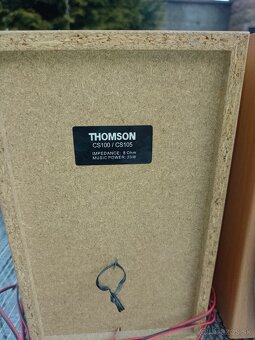 THOMSON
CS100 / CS105
IMPEDANCE: 8 Ohm
MUSIC POWER: 25W